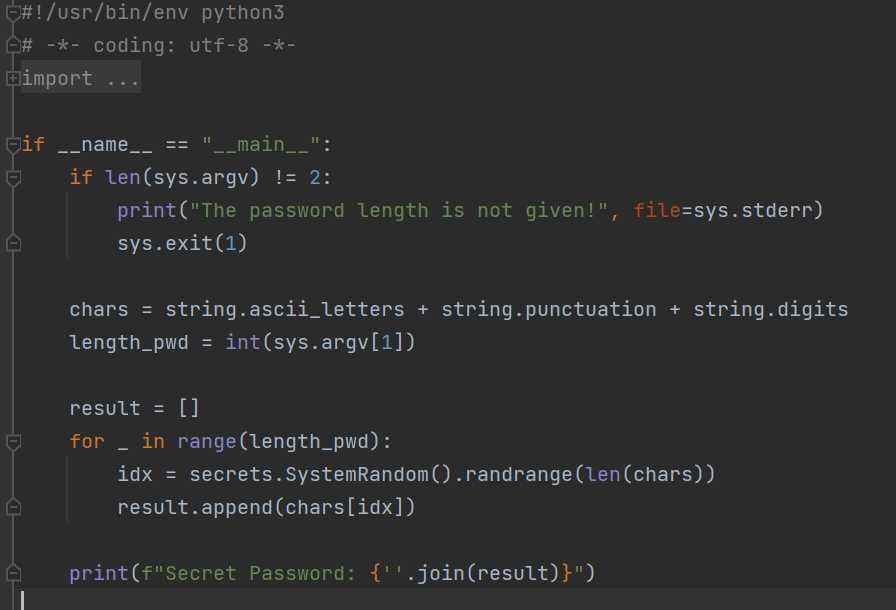 #!/usr/bin/env python3
# -*- coding: utf-8 -*-
import ...
if __name__ == "__main__":
    if len(sys.argv) != 2:
        print("The password length is not given!", file=sys.stderr)
        sys.exit(1)
    chars = string.ascii_letters + string.punctuation + string.digits
    length_pwd = int(sys.argv[1])
    result = []
    for _ in range(length_pwd):
        idx = secrets.SystemRandom().randrange(len(chars))
        result.append(chars[idx])
    print(f"Secret Password: {''.join(result)}")